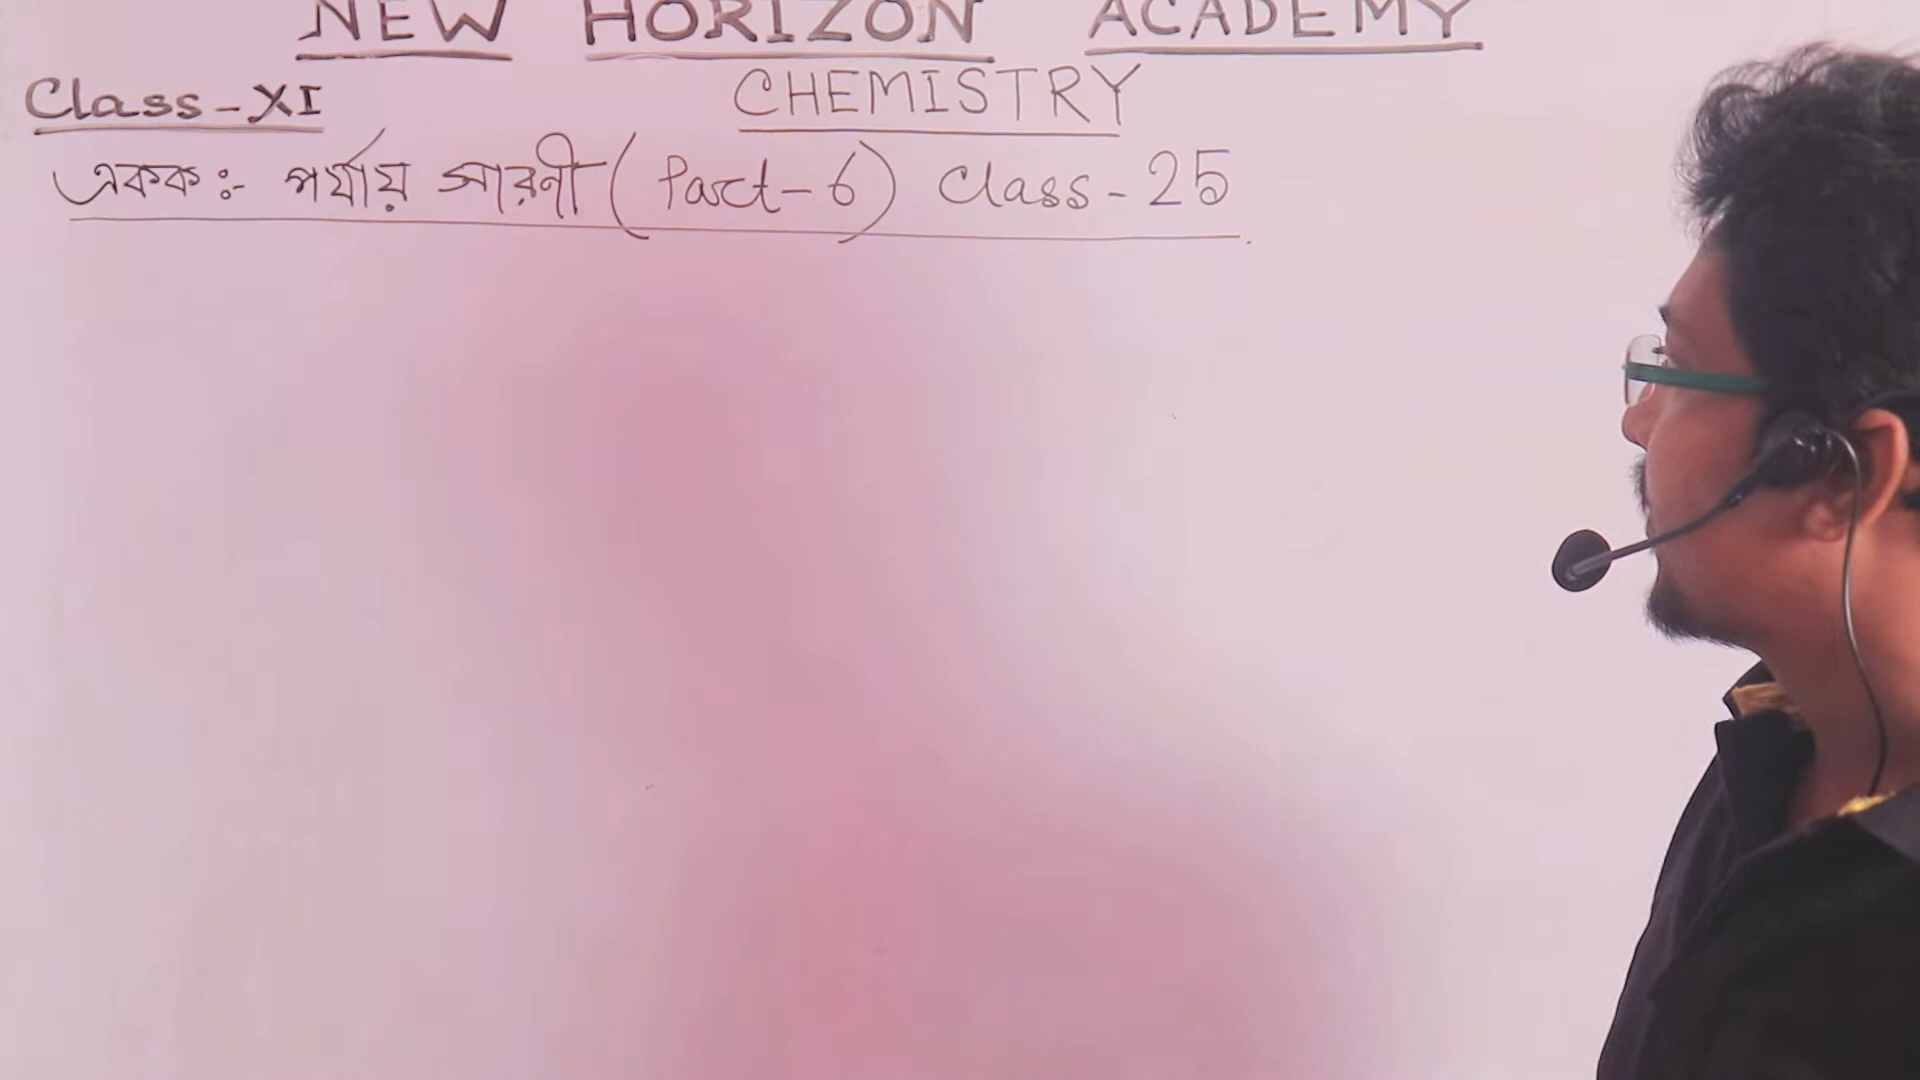 NEW HORIZON ACADEMY
Class-XI CHEMISTRY
একক:- পর্যায় সারণী (Part-6) Class-25